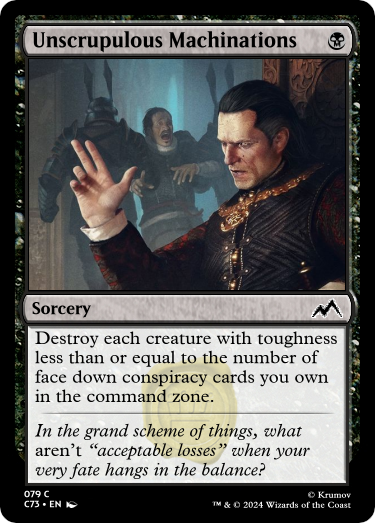 Unscrupulous Machinations
Sorcery
Destroy each creature with toughness
less than or equal to the number of
face down conspiracy cards you own
in the command zone.
In the grand scheme of things, what
aren't “acceptable losses” when your
very fate hangs in the balance?
079 C
C73 • EN
© Krumov
™ & © 2024 Wizards of the Coast